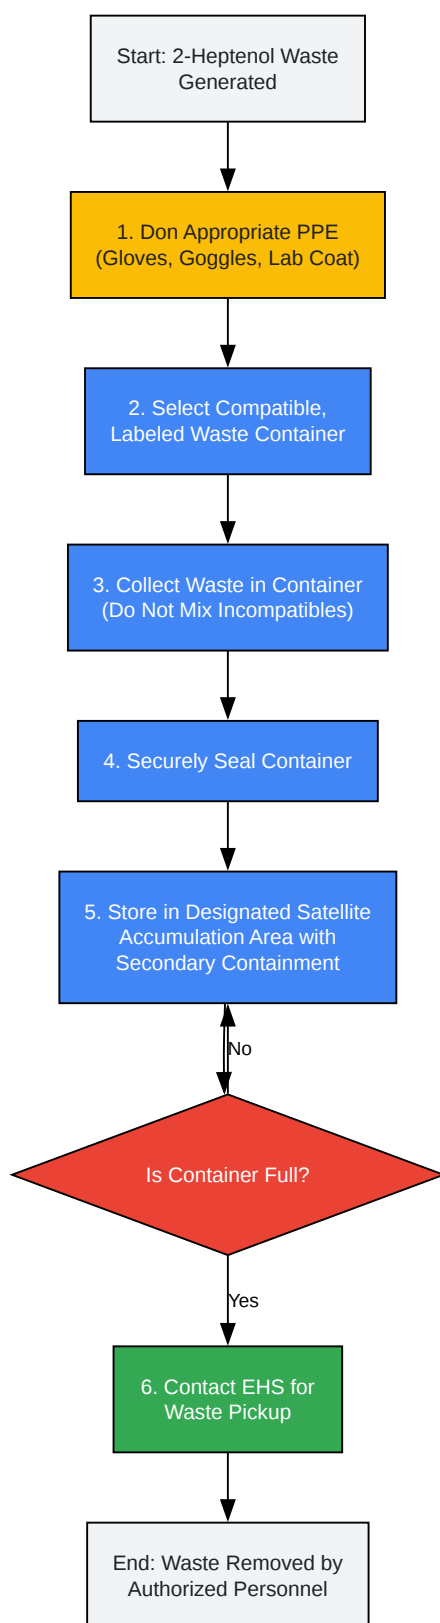 Start: 2-Heptenol Waste
Generated
1. Don Appropriate PPE
(Gloves, Goggles, Lab Coat)
2. Select Compatible,
Labeled Waste Container
3. Collect Waste in Container
(Do Not Mix Incompatibles)
4. Securely Seal Container
5. Store in Designated Satellite
Accumulation Area with
Secondary Containment
No
Is Container Full?
Yes
6. Contact EHS for
Waste Pickup
End: Waste Removed by
Authorized Personnel